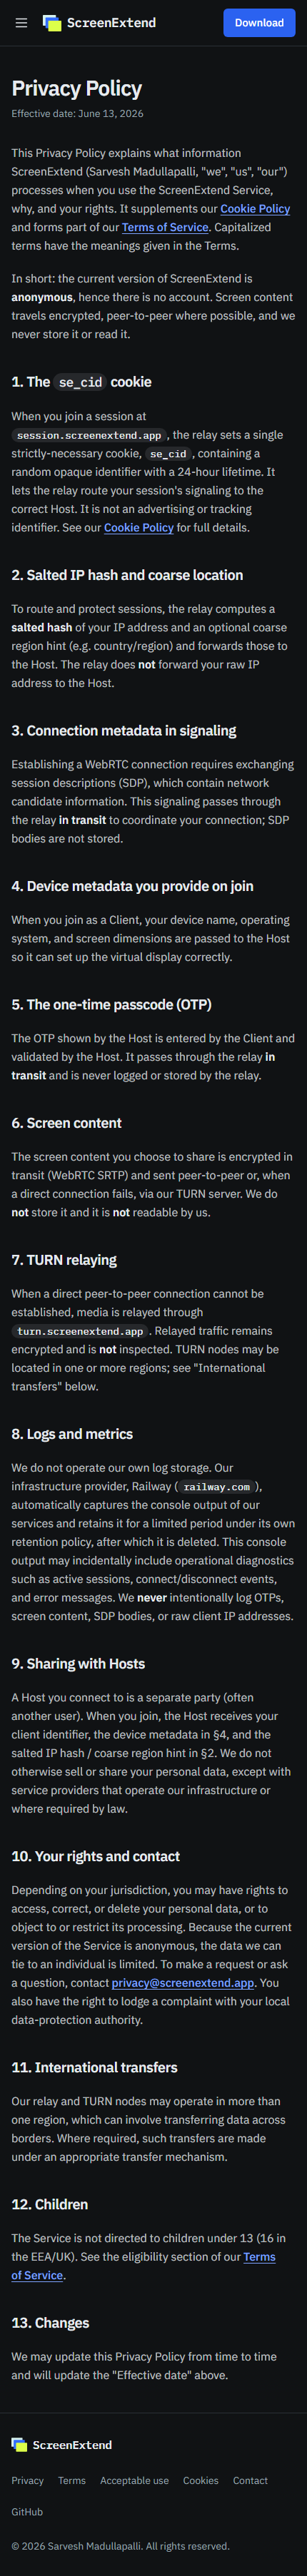 ScreenExtend
Download
Privacy Policy
Effective date: June 13, 2026
This Privacy Policy explains what information
ScreenExtend (Sarvesh Madullapalli, "we", "us", "our")
processes when you use the ScreenExtend Service,
why, and your rights. It supplements our Cookie Policy
and forms part of our Terms of Service. Capitalized
terms have the meanings given in the Terms.
In short: the current version of ScreenExtend is
anonymous, hence there is no account. Screen content
travels encrypted, peer-to-peer where possible, and we
never store it or read it.
1. The se_cid cookie
When you join a session at
session.screenextend.app, the relay sets a single
strictly-necessary cookie, se_cid, containing a
random opaque identifier with a 24-hour lifetime. It
lets the relay route your session's signaling to the
correct Host. It is not an advertising or tracking
identifier. See our Cookie Policy for full details.
2. Salted IP hash and coarse location
To route and protect sessions, the relay computes a
salted hash of your IP address and an optional coarse
region hint (e.g. country/region) and forwards those to
the Host. The relay does not forward your raw IP
address to the Host.
3. Connection metadata in signaling
Establishing a WebRTC connection requires exchanging
session descriptions (SDP), which contain network
candidate information. This signaling passes through
the relay in transit to coordinate your connection; SDP
bodies are not stored.
4. Device metadata you provide on join
When you join as a Client, your device name, operating
system, and screen dimensions are passed to the Host
so it can set up the virtual display correctly.
5. The one-time passcode (OTP)
The OTP shown by the Host is entered by the Client and
validated by the Host. It passes through the relay in
transit and is never logged or stored by the relay.
6. Screen content
The screen content you choose to share is encrypted in
transit (WebRTC SRTP) and sent peer-to-peer or, when
a direct connection fails, via our TURN server. We do
not store it and it is not readable by us.
7. TURN relaying
When a direct peer-to-peer connection cannot be
established, media is relayed through
turn.screenextend.app. Relayed traffic remains
encrypted and is not inspected. TURN nodes may be
located in one or more regions; see "International
transfers" below.
8. Logs and metrics
We do not operate our own log storage. Our
infrastructure provider, Railway (railway.com),
automatically captures the console output of our
services and retains it for a limited period under its own
retention policy, after which it is deleted. This console
output may incidentally include operational diagnostics
such as active sessions, connect/disconnect events,
and error messages. We never intentionally log OTPs,
screen content, SDP bodies, or raw client IP addresses.
9. Sharing with Hosts
A Host you connect to is a separate party (often
another user). When you join, the Host receives your
client identifier, the device metadata in §4, and the
salted IP hash / coarse region hint in §2. We do not
otherwise sell or share your personal data, except with
service providers that operate our infrastructure or
where required by law.
10. Your rights and contact
Depending on your jurisdiction, you may have rights to
access, correct, or delete your personal data, or to
object to or restrict its processing. Because the current
version of the Service is anonymous, the data we can
tie to an individual is limited. To make a request or ask
a question, contact privacy@screenextend.app. You
also have the right to lodge a complaint with your local
data-protection authority.
11. International transfers
Our relay and TURN nodes may operate in more than
one region, which can involve transferring data across
borders. Where required, such transfers are made
under an appropriate transfer mechanism.
12. Children
The Service is not directed to children under 13 (16 in
the EEA/UK). See the eligibility section of our Terms
of Service.
13. Changes
We may update this Privacy Policy from time to time
and will update the "Effective date" above.
ScreenExtend
Privacy Terms Acceptable use Cookies Contact
GitHub
© 2026 Sarvesh Madullapalli. All rights reserved.